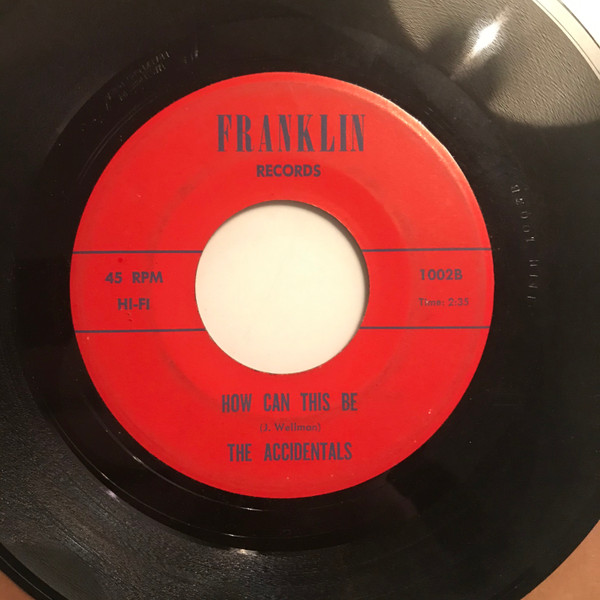 FRANKLIN
RECORDS
45 RPM
HI-FI
1002B
Time: 2:35
HOW CAN THIS BE
(J. Wellman)
THE ACCIDENTALS